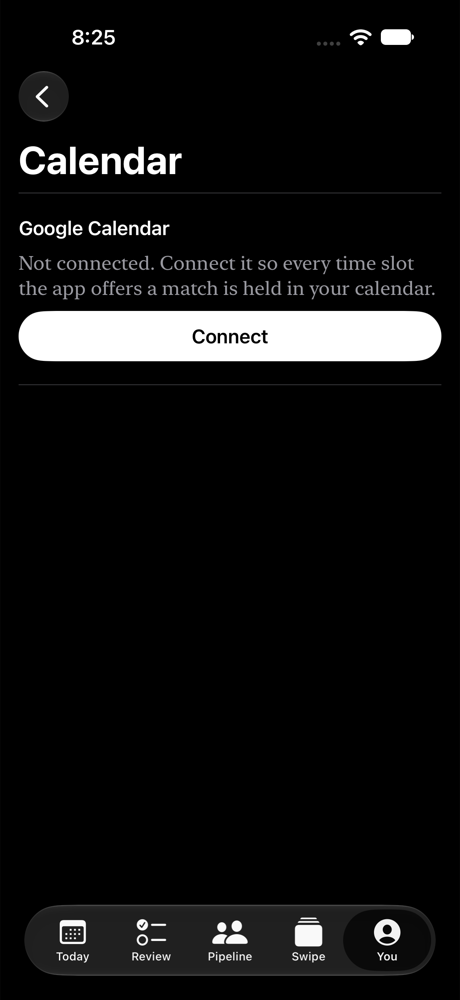 8:25
Calendar
Google Calendar
Not connected. Connect it so every time slot
the app offers a match is held in your calendar.
Connect
Today
Review
Pipeline
Swipe
You